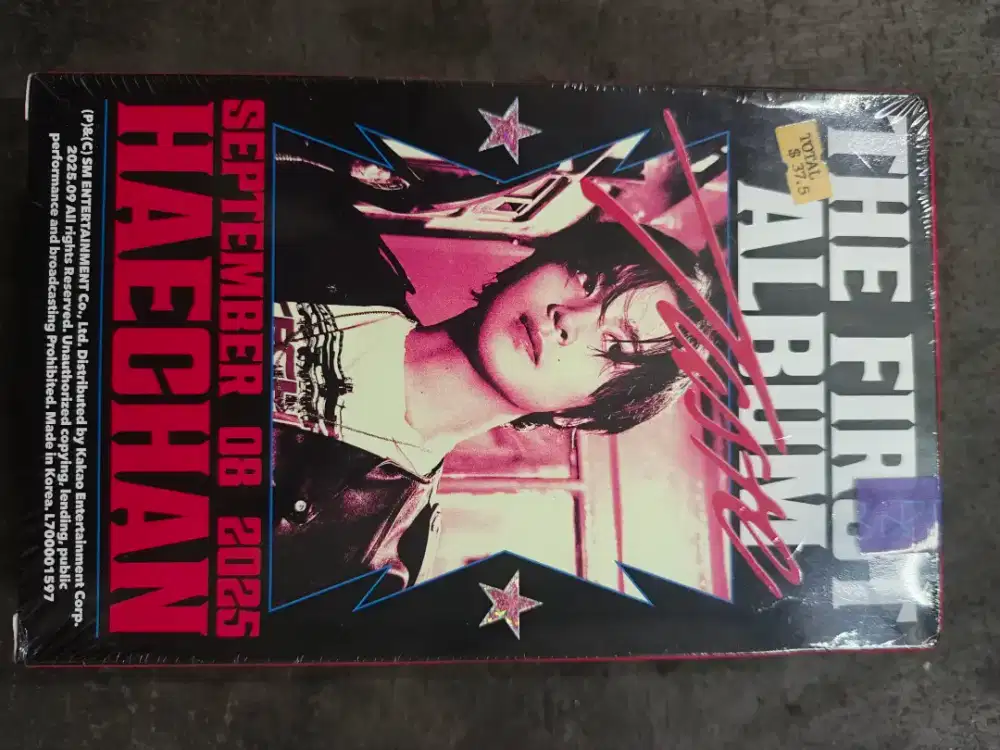 THE FIRST
ALBUM
TOTAL
$ 37.5
Taste
SEPTEMBER 08 2025
HAECHAN
(P)&(C) SM ENTERTAINMENT Co., Ltd. Distributed by Kakao Entertainment Corp.
2025.09 All rights Reserved. Unauthorized copying, lending, public
performance and broadcasting Prohibited. Made in Korea. L700001597